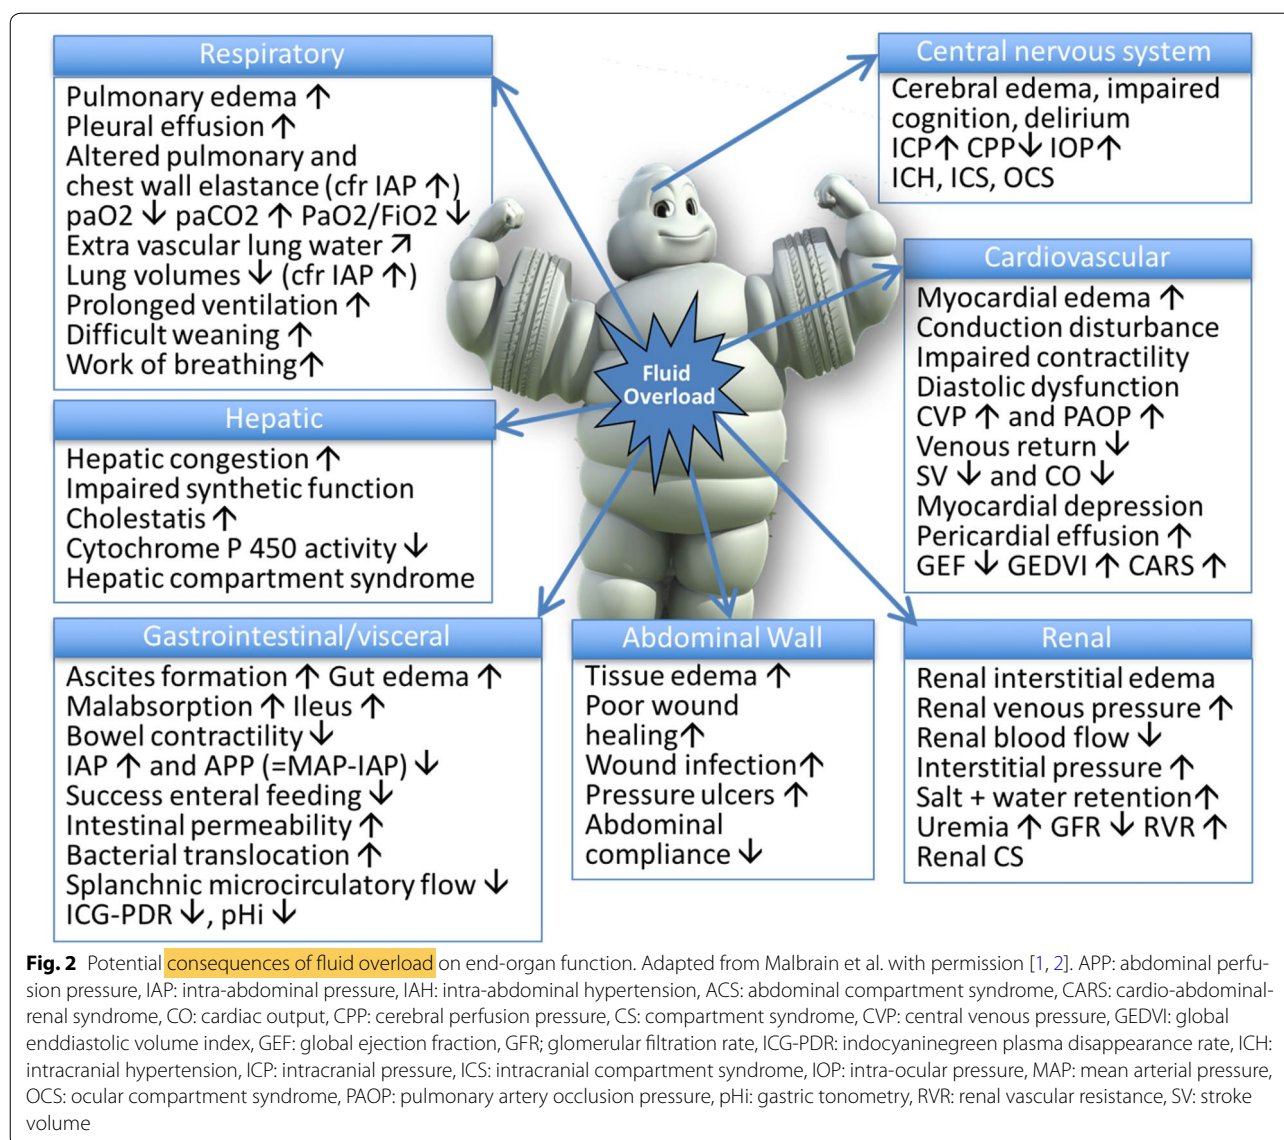 Respiratory
Pulmonary edema ↑
Pleural effusion ↑
Altered pulmonary and
chest wall elastance (cfr IAP ↑)
paO2 ↓ paCO2 ↑ PaO2/FiO2 ↓
Extra vascular lung water ↗
Lung volumes ↓ (cfr IAP ↑)
Prolonged ventilation ↑
Difficult weaning ↑
Work of breathing↑
Central nervous system
Cerebral edema, impaired
cognition, delirium
ICP↑ CPP↓ IOP↑
ICH, ICS, OCS
Cardiovascular
Myocardial edema ↑
Conduction disturbance
Impaired contractility
Diastolic dysfunction
CVP ↑ and PAOP ↑
Venous return ↓
SV ↓ and CO ↓
Myocardial depression
Pericardial effusion ↑
GEF ↓ GEDVI ↑ CARS ↑
Fluid
Overload
Hepatic
Hepatic congestion ↑
Impaired synthetic function
Cholestatis ↑
Cytochrome P 450 activity ↓
Hepatic compartment syndrome
Gastrointestinal/visceral
Ascites formation ↑ Gut edema ↑
Malabsorption ↑ Ileus ↑
Bowel contractility ↓
IAP ↑ and APP (=MAP-IAP) ↓
Success enteral feeding ↓
Intestinal permeability ↑
Bacterial translocation ↑
Splanchnic microcirculatory flow ↓
ICG-PDR ↓, pHi ↓
Abdominal Wall
Tissue edema ↑
Poor wound
healing↑
Wound infection↑
Pressure ulcers ↑
Abdominal
compliance ↓
Renal
Renal interstitial edema
Renal venous pressure ↑
Renal blood flow ↓
Interstitial pressure ↑
Salt + water retention↑
Uremia ↑ GFR ↓ RVR ↑
Renal CS
Fig. 2 Potential consequences of fluid overload on end-organ function. Adapted from Malbrain et al. with permission [1, 2]. APP: abdominal perfu-
sion pressure, IAP: intra-abdominal pressure, IAH: intra-abdominal hypertension, ACS: abdominal compartment syndrome, CARS: cardio-abdominal-
renal syndrome, CO: cardiac output, CPP: cerebral perfusion pressure, CS: compartment syndrome, CVP: central venous pressure, GEDVI: global
enddiastolic volume index, GEF: global ejection fraction, GFR; glomerular filtration rate, ICG-PDR: indocyaninegreen plasma disappearance rate, ICH:
intracranial hypertension, ICP: intracranial pressure, ICS: intracranial compartment syndrome, IOP: intra-ocular pressure, MAP: mean arterial pressure,
OCS: ocular compartment syndrome, PAOP: pulmonary artery occlusion pressure, pHi: gastric tonometry, RVR: renal vascular resistance, SV: stroke
volume